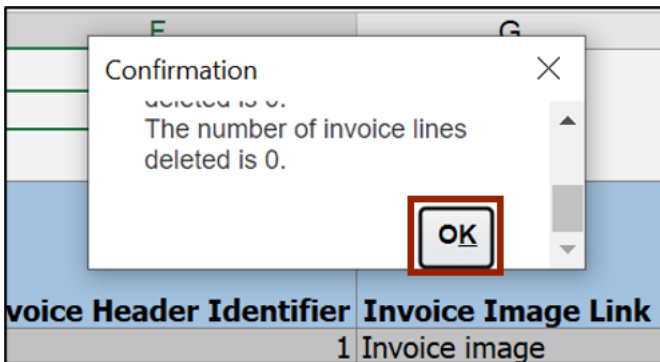 F G
Confirmation
deleted is 0.
The number of invoice lines
deleted is 0.
OK
voice Header Identifier Invoice Image Link
1 Invoice image